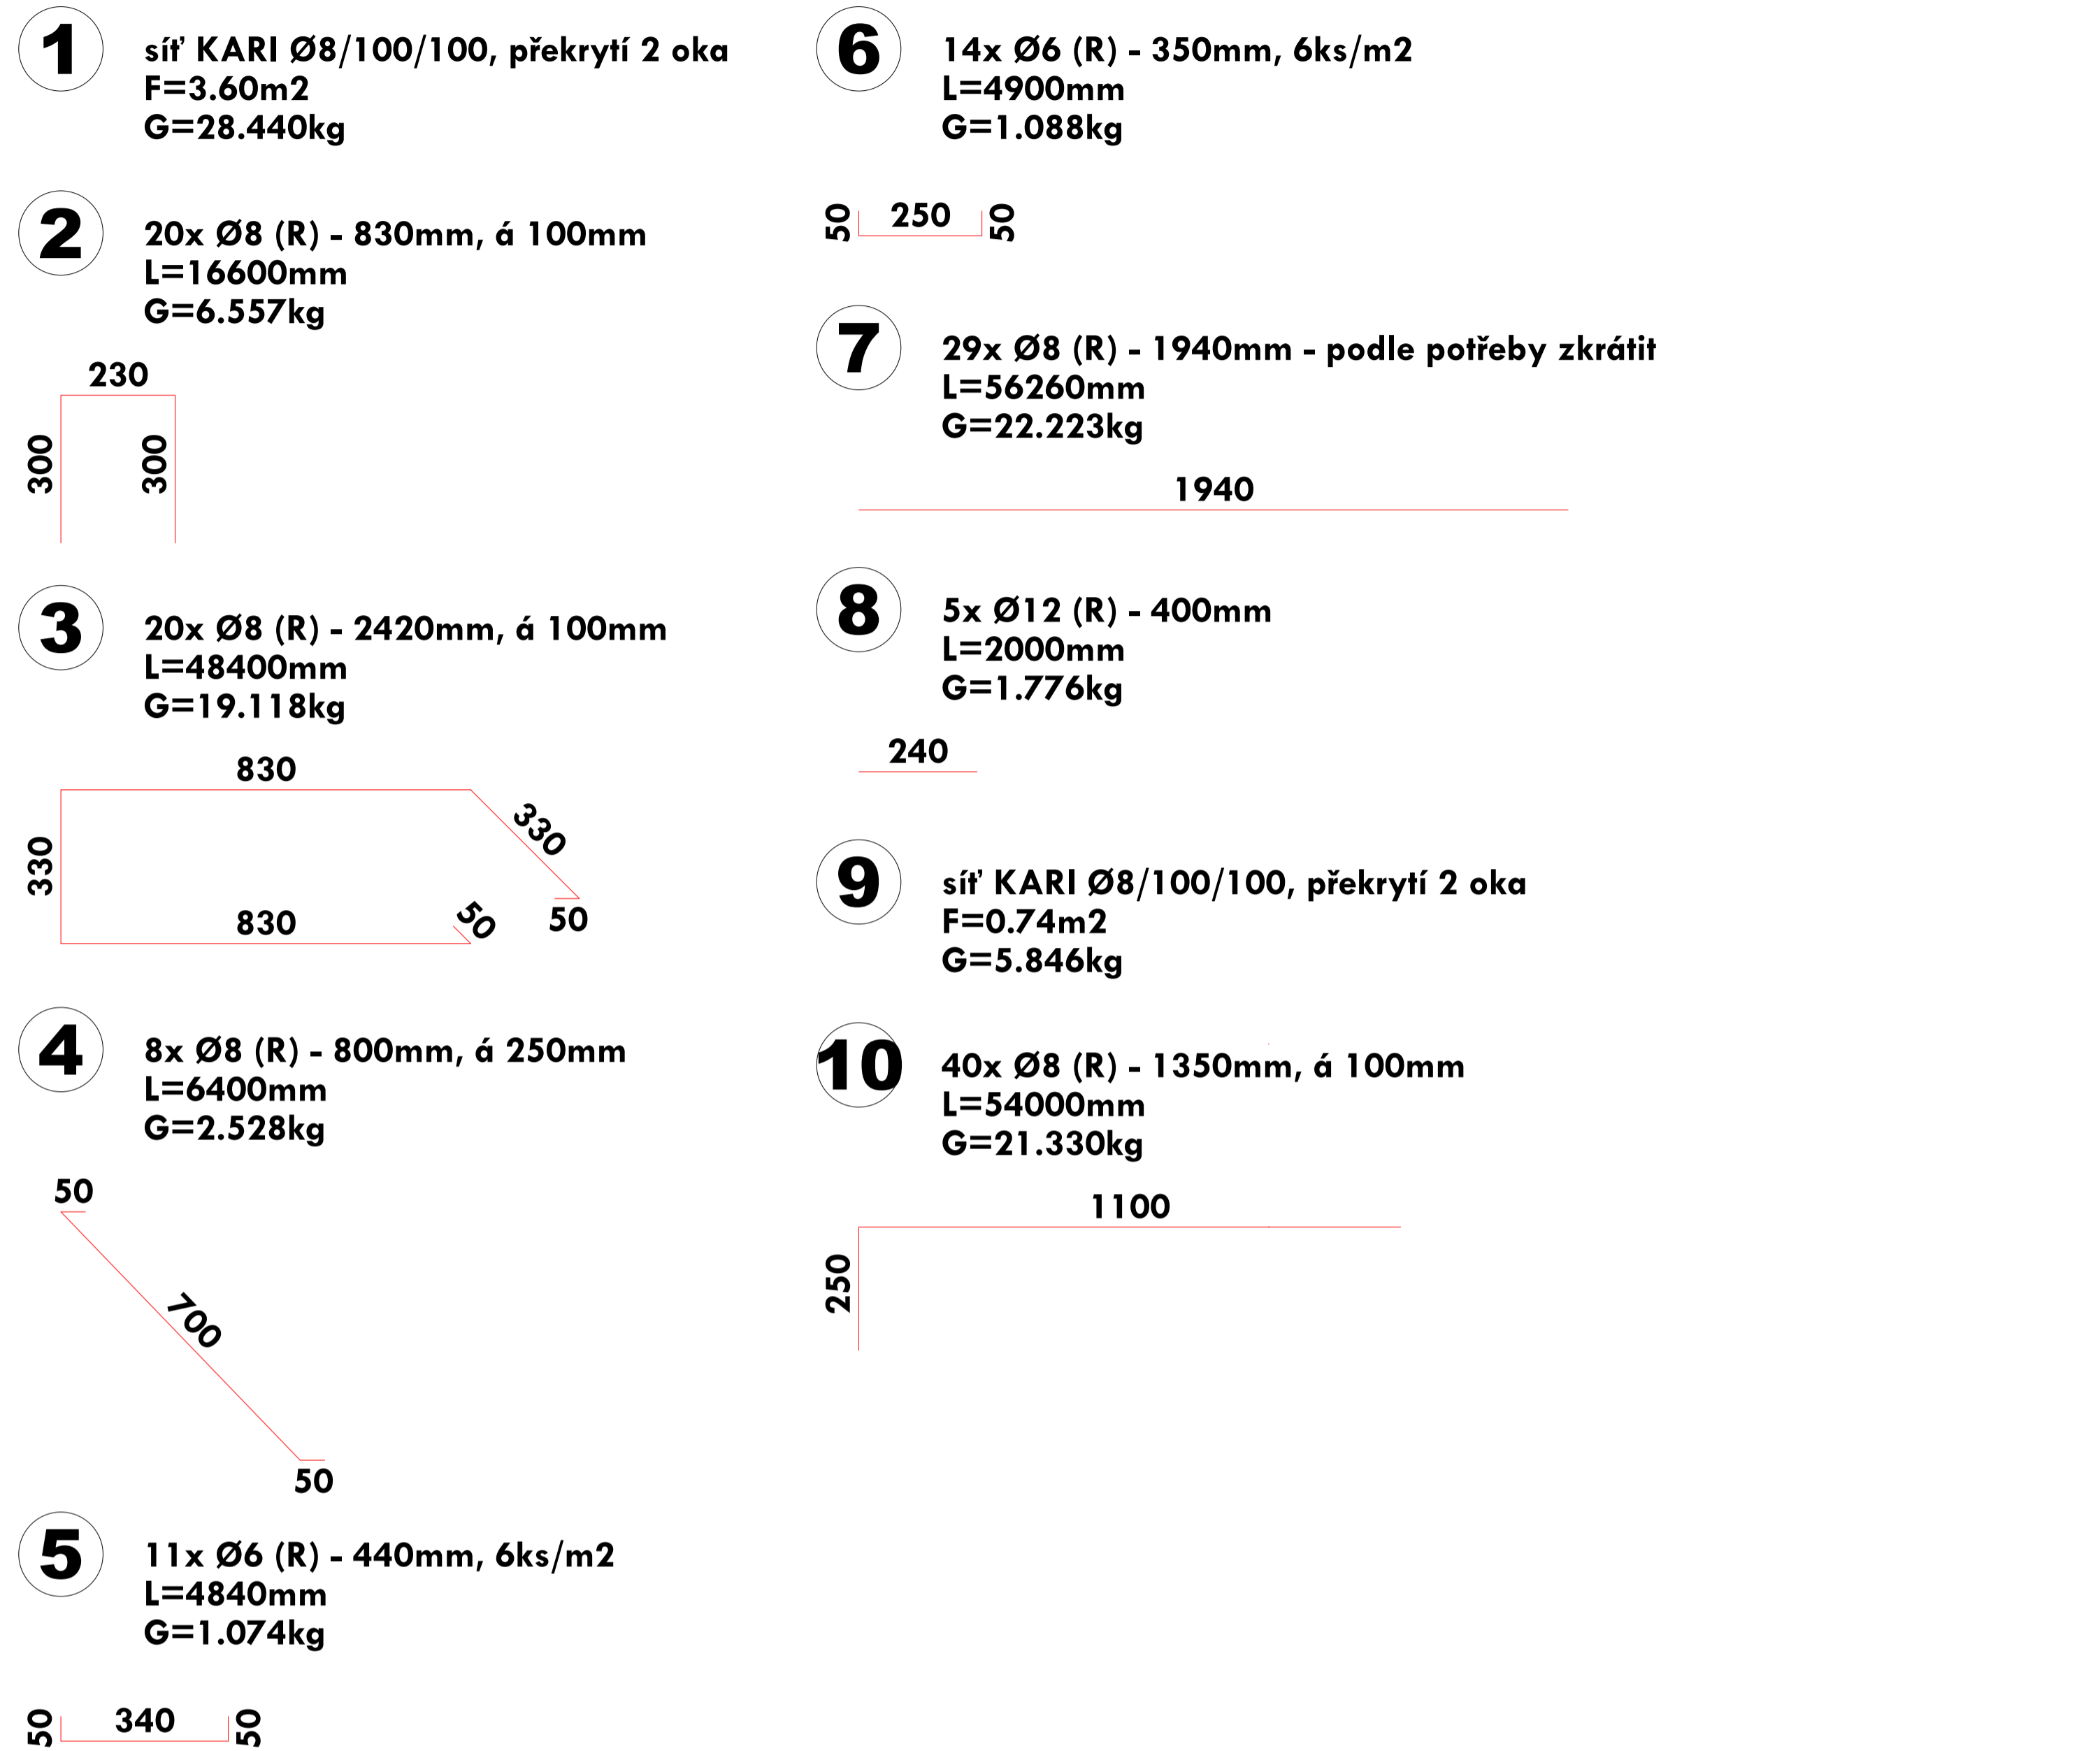 1
síť KARI Ø8/100/100, překrytí 2 oka
F=3.60m2
G=28.440kg
2
20x Ø8 (R) - 830mm, á 100mm
L=16600mm
G=6.557kg
230
300
300
3
20x Ø8 (R) - 2420mm, á 100mm
L=48400mm
G=19.118kg
830
330
330
830
50
50
4
8x Ø8 (R) - 800mm, á 250mm
L=6400mm
G=2.528kg
50
700
50
5
11x Ø6 (R) - 440mm, 6ks/m2
L=4840mm
G=1.074kg
50
340
50
6
14x Ø6 (R) - 350mm, 6ks/m2
L=4900mm
G=1.088kg
50
250
50
7
29x Ø8 (R) - 1940mm - podle potřeby zkrátit
L=56260mm
G=22.223kg
1940
8
5x Ø12 (R) - 400mm
L=2000mm
G=1.776kg
240
9
síť KARI Ø8/100/100, překrytí 2 oka
F=0.74m2
G=5.846kg
10
40x Ø8 (R) - 1350mm, á 100mm
L=54000mm
G=21.330kg
1100
250